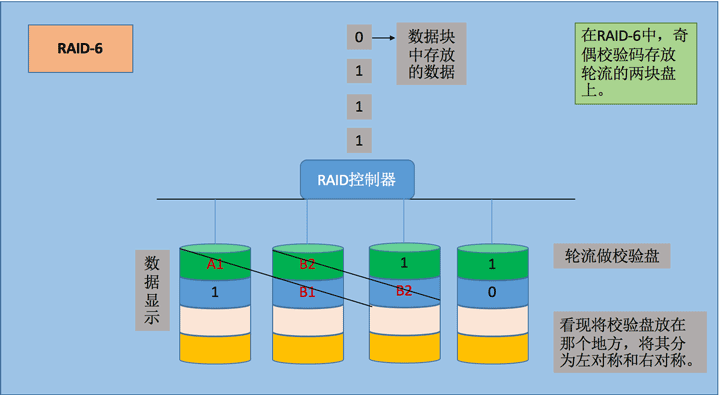 RAID-6
0
数据块
中存放
的数据
1
1
1
在RAID-6中，奇
偶校验码存放
轮流的两块盘
上。
RAID控制器
数
据
显
示
A1
B2
1
1
1
B1
B2
0
轮流做校验盘
看现将校验盘放在
那个地方，将其分
为左对称和右对称。